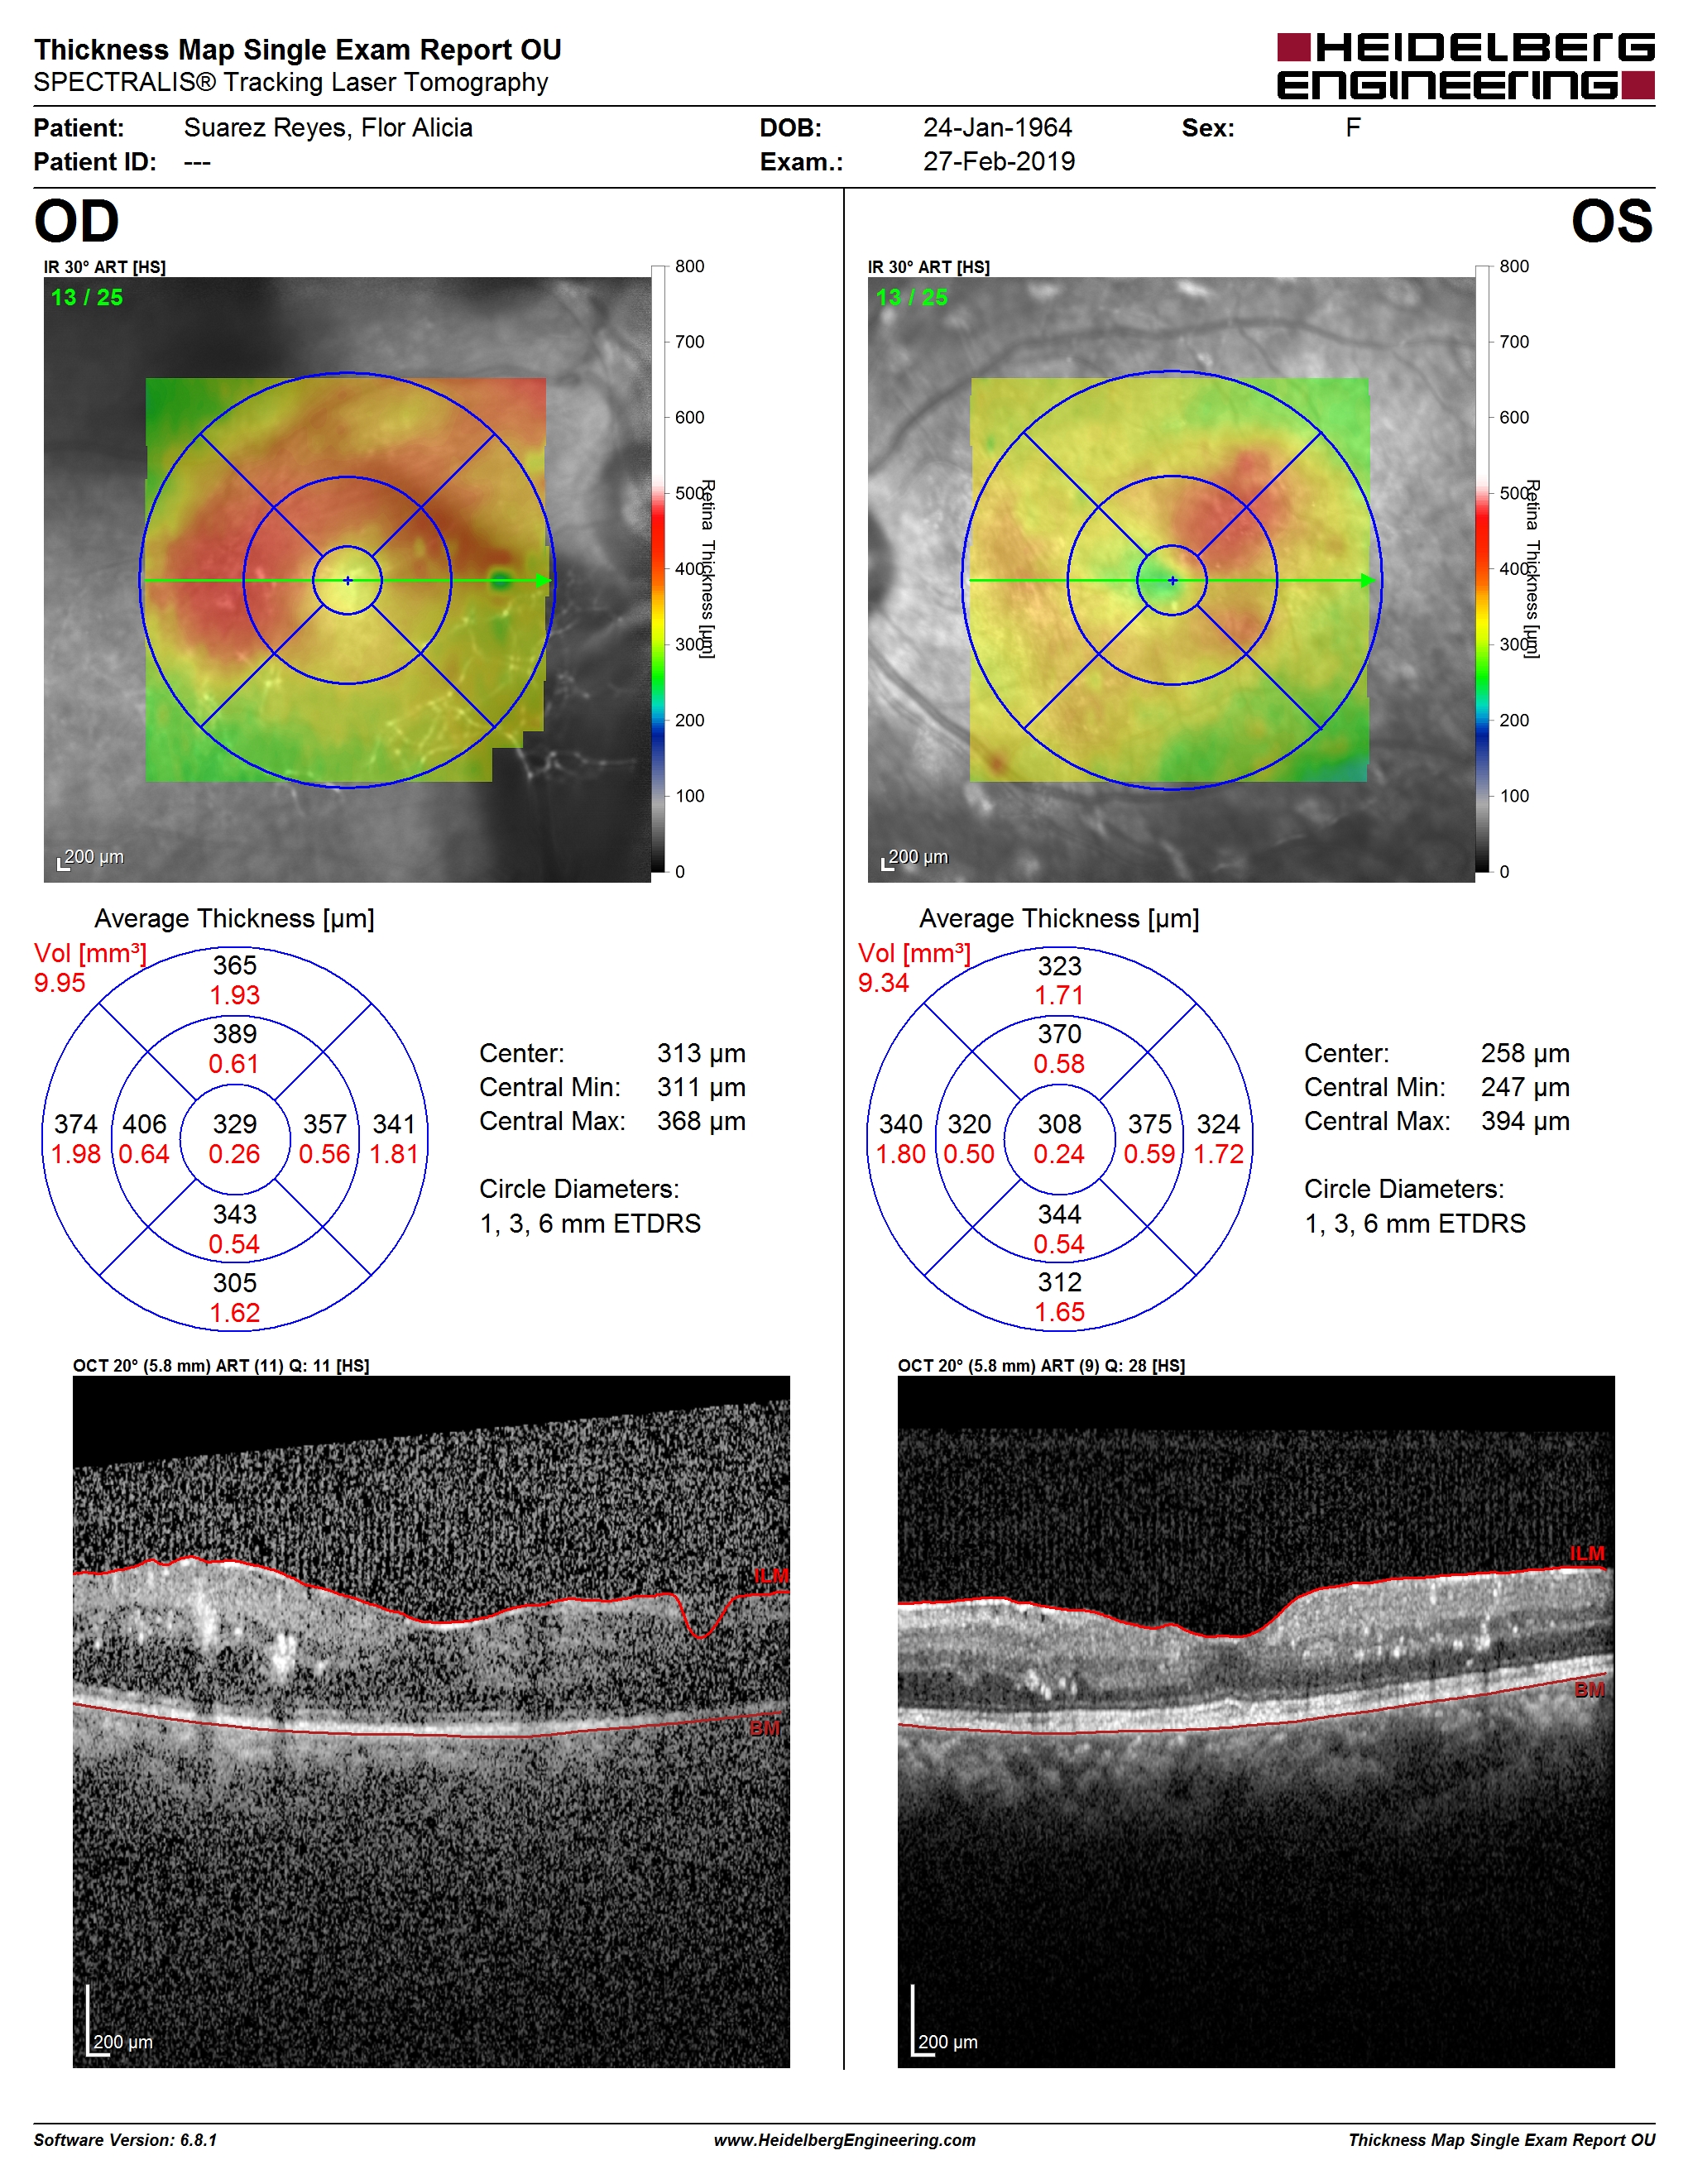 Thickness Map Single Exam Report OU
SPECTRALIS® Tracking Laser Tomography
HEIDELBERG
ENGINEERING
Patient: Suarez Reyes, Flor Alicia DOB: 24-Jan-1964 Sex: F
Patient ID: --- Exam.: 27-Feb-2019
OD
IR 30° ART [HS]
13 / 25
200 µm
800
700
600
500
400
300
200
100
0
Retina Thickness [µm]
Average Thickness [µm]
Vol [mm³]
9.95
365
1.93
389
0.61
374 406 329 357 341
1.98 0.64 0.26 0.56 1.81
343
0.54
305
1.62
Center: 313 µm
Central Min: 311 µm
Central Max: 368 µm
Circle Diameters:
1, 3, 6 mm ETDRS
OCT 20° (5.8 mm) ART (11) Q: 11 [HS]
ILM
BM
200 µm
OS
IR 30° ART [HS]
13 / 25
200 µm
800
700
600
500
400
300
200
100
0
Retina Thickness [µm]
Average Thickness [µm]
Vol [mm³]
9.34
323
1.71
370
0.58
340 320 308 375 324
1.80 0.50 0.24 0.59 1.72
344
0.54
312
1.65
Center: 258 µm
Central Min: 247 µm
Central Max: 394 µm
Circle Diameters:
1, 3, 6 mm ETDRS
OCT 20° (5.8 mm) ART (9) Q: 28 [HS]
ILM
BM
200 µm
Software Version: 6.8.1 www.HeidelbergEngineering.com Thickness Map Single Exam Report OU